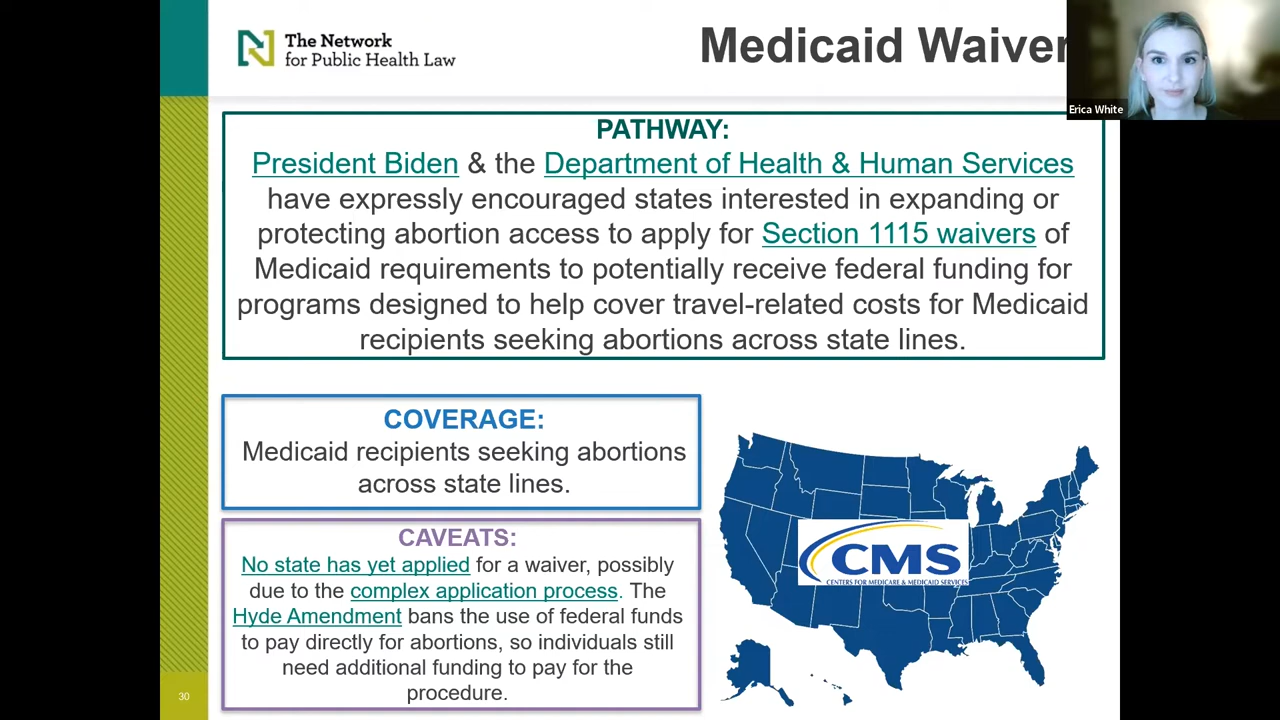 The Network
for Public Health Law
Medicaid Waiver
Erica White
PATHWAY:
President Biden & the Department of Health & Human Services
have expressly encouraged states interested in expanding or
protecting abortion access to apply for Section 1115 waivers of
Medicaid requirements to potentially receive federal funding for
programs designed to help cover travel-related costs for Medicaid
recipients seeking abortions across state lines.
COVERAGE:
Medicaid recipients seeking abortions
across state lines.
CAVEATS:
No state has yet applied for a waiver, possibly
due to the complex application process. The
Hyde Amendment bans the use of federal funds
to pay directly for abortions, so individuals still
need additional funding to pay for the
procedure.
CMS
CENTERS FOR MEDICARE & MEDICAID SERVICES
30